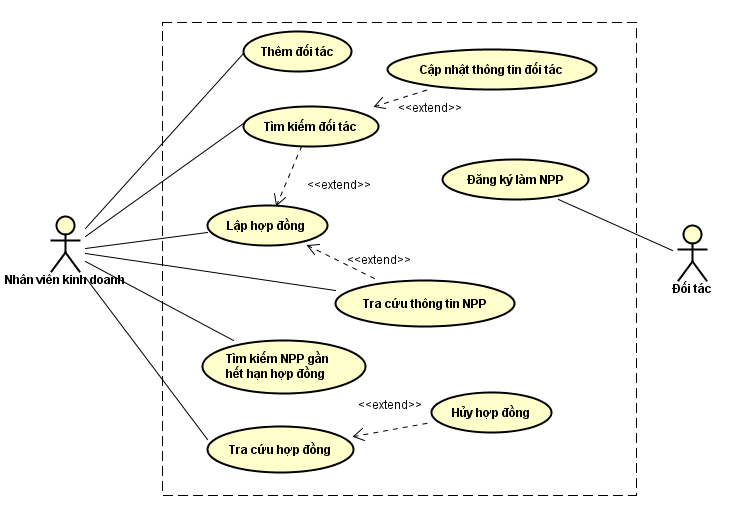 Thêm đối tác
Cập nhật thông tin đối tác
<<extend>>
Tìm kiếm đối tác
<<extend>>
Đăng ký làm NPP
Lập hợp đồng
<<extend>>
Nhân viên kinh doanh
Đối tác
Tra cứu thông tin NPP
Tìm kiếm NPP gần
hết hạn hợp đồng
<<extend>>
Hủy hợp đồng
Tra cứu hợp đồng